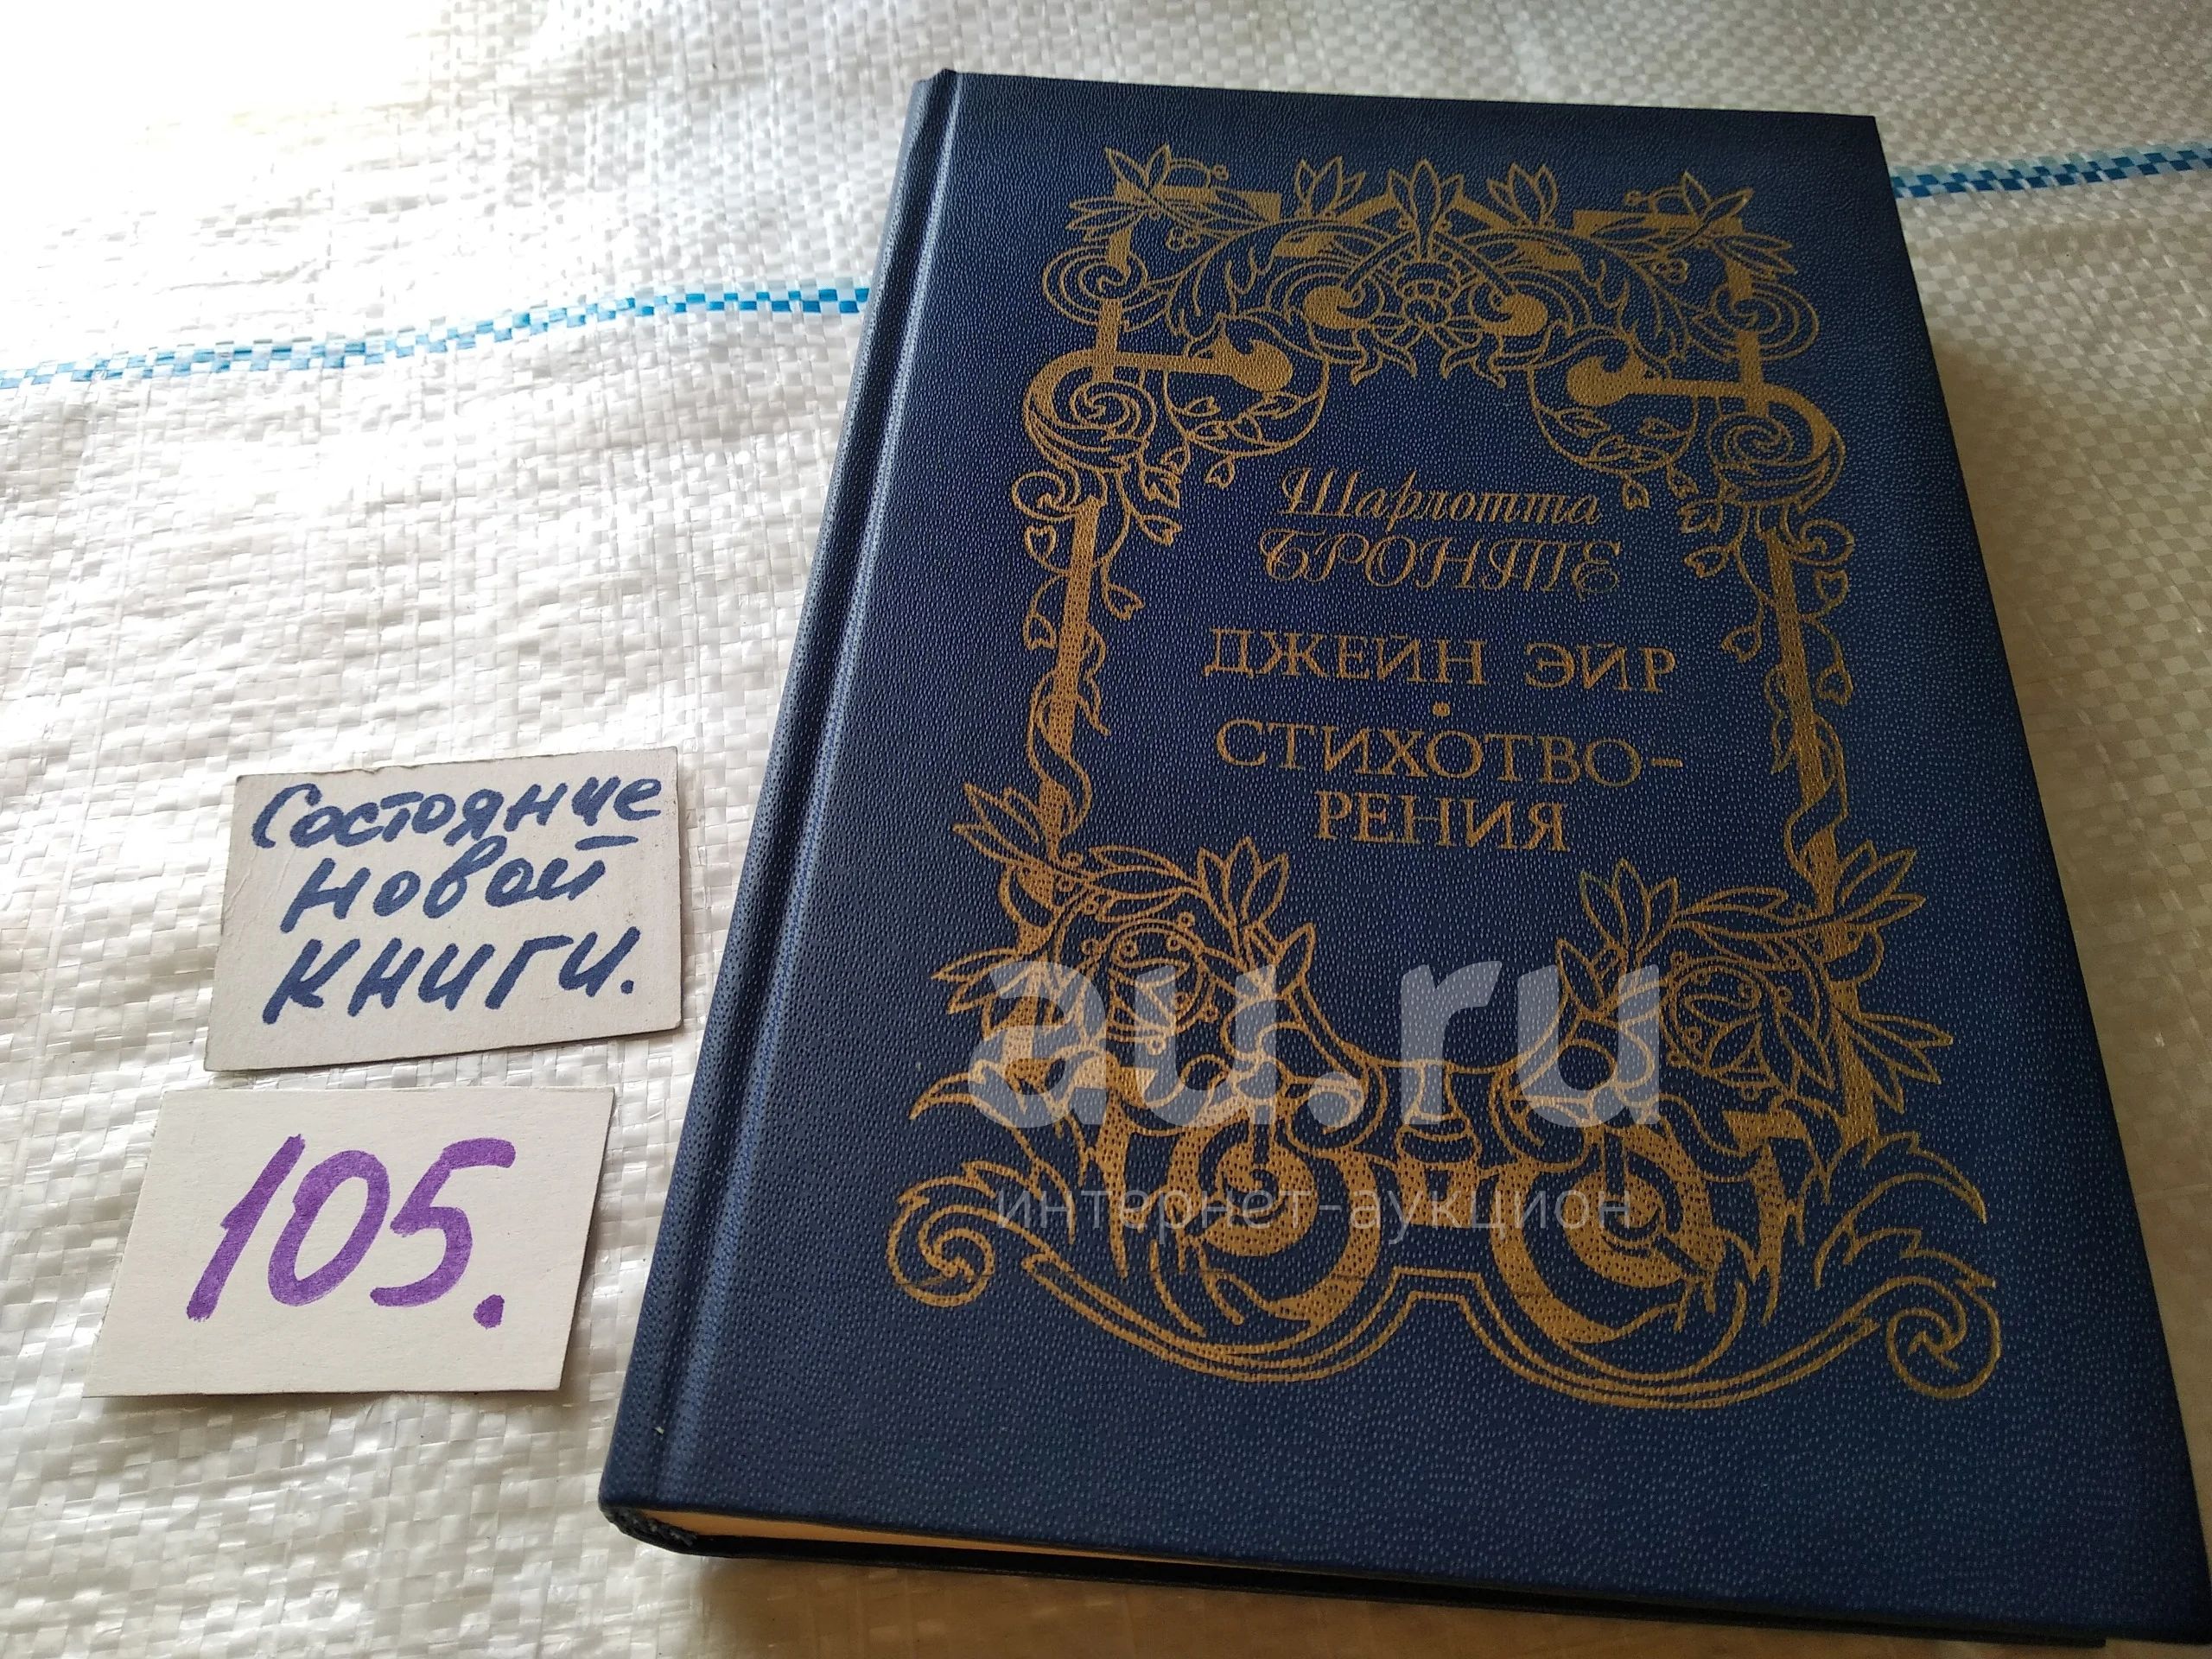 Шарлотта
БРОНТЕ
ДЖЕЙН ЭЙР
СТИХОТВО-
РЕНИЯ
Состояние
новой
книги.
105.
au.ru
интернет-аукцион